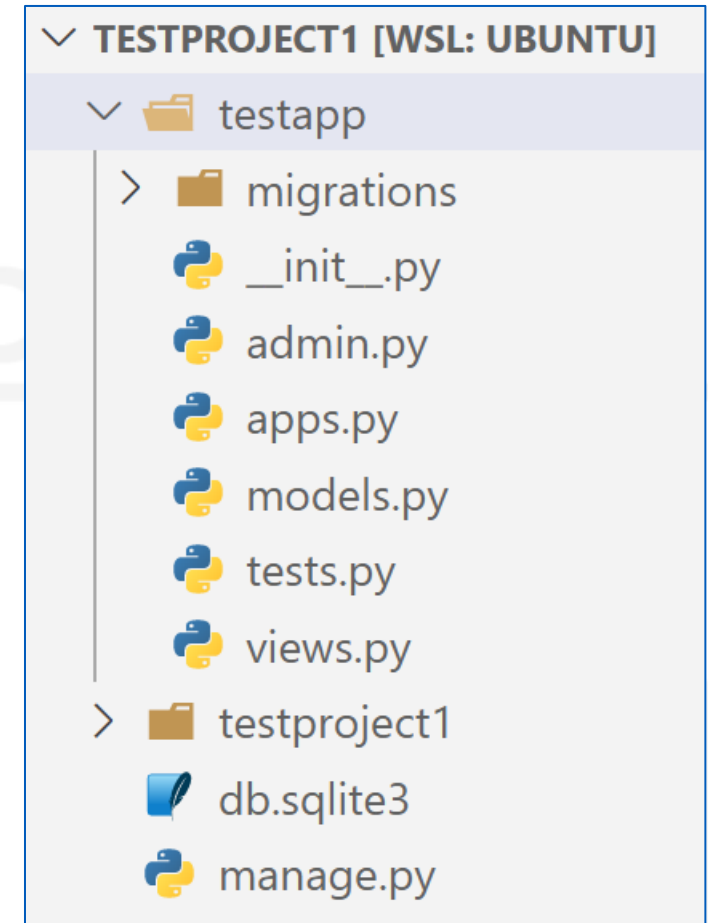 TESTPROJECT1 [WSL: UBUNTU]
testapp
migrations
__init__.py
admin.py
apps.py
models.py
tests.py
views.py
testproject1
db.sqlite3
manage.py